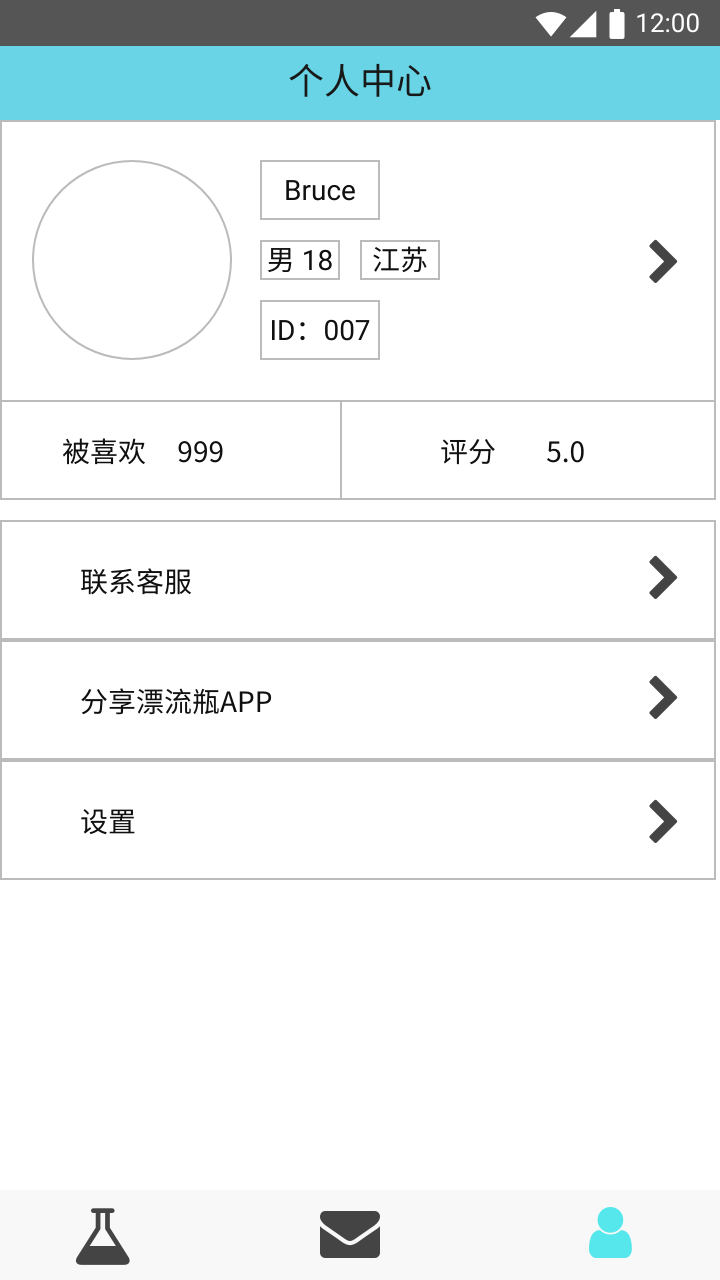 12:00
个人中心
Bruce
男 18 江苏
ID：007
被喜欢 999 评分 5.0
联系客服
分享漂流瓶APP
设置